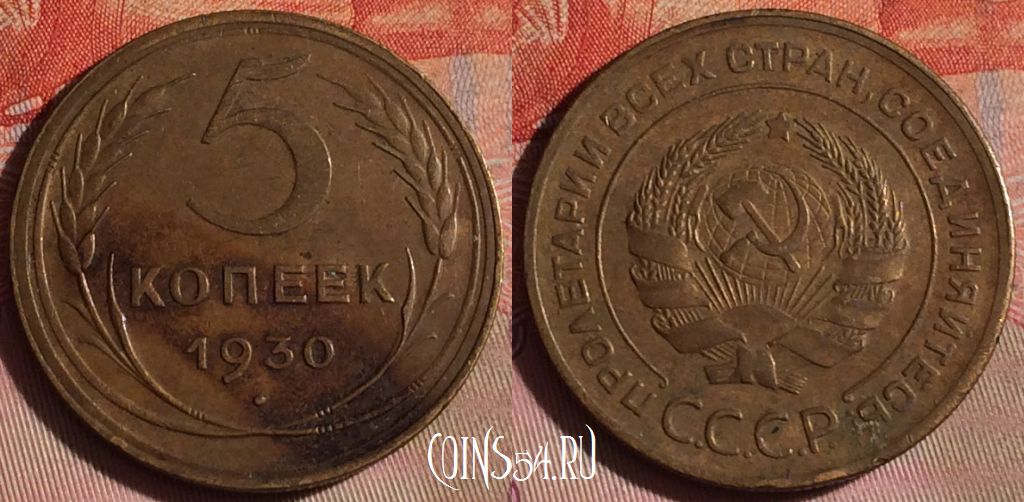 5
КОПЕЕК
1930
ПРОЛЕТАРИИ ВСЕХ СТРАН, СОЕДИНЯЙТЕСЬ!
С.С.С.Р.
COINS54.RU